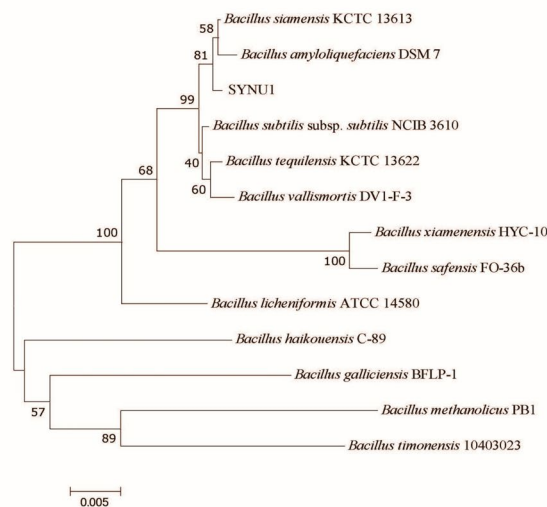 Bacillus siamensis KCTC 13613
58
Bacillus amyloliquefaciens DSM 7
81
SYNU1
99
Bacillus subtilis subsp. subtilis NCIB 3610
40
Bacillus tequilensis KCTC 13622
68
60
Bacillus vallismortis DV1-F-3
Bacillus xiamenensis HYC-10
100
100
Bacillus safensis FO-36b
Bacillus licheniformis ATCC 14580
Bacillus haikouensis C-89
Bacillus galliciensis BFLP-1
57
Bacillus methanolicus PB1
89
Bacillus timonensis 10403023
0.005